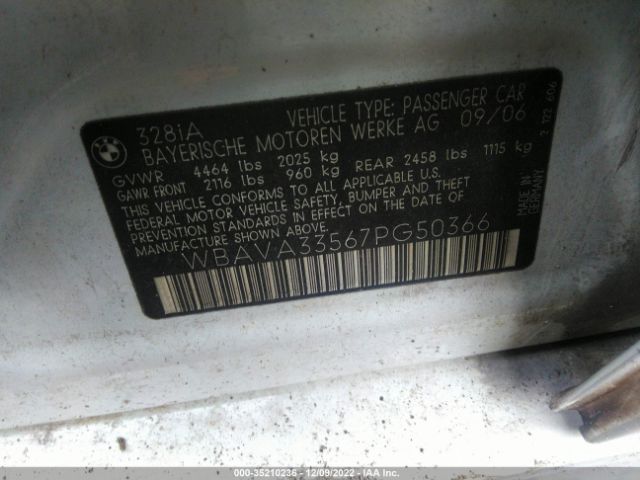 BMW
328iA VEHICLE TYPE: PASSENGER CAR
BAYERISCHE MOTOREN WERKE AG 09/06
GVWR 4464 lbs 2025 kg
GAWR FRONT 2116 lbs 960 kg REAR 2458 lbs 1115 kg
THIS VEHICLE CONFORMS TO ALL APPLICABLE U.S.
FEDERAL MOTOR VEHICLE SAFETY, BUMPER AND THEFT
PREVENTION STANDARDS IN EFFECT ON THE DATE OF
MANUFACTURE SHOWN ABOVE.
WBAVA33567PG50366
MADE IN
GERMANY
000-35210236 - 12/09/2022 - IAA Inc.